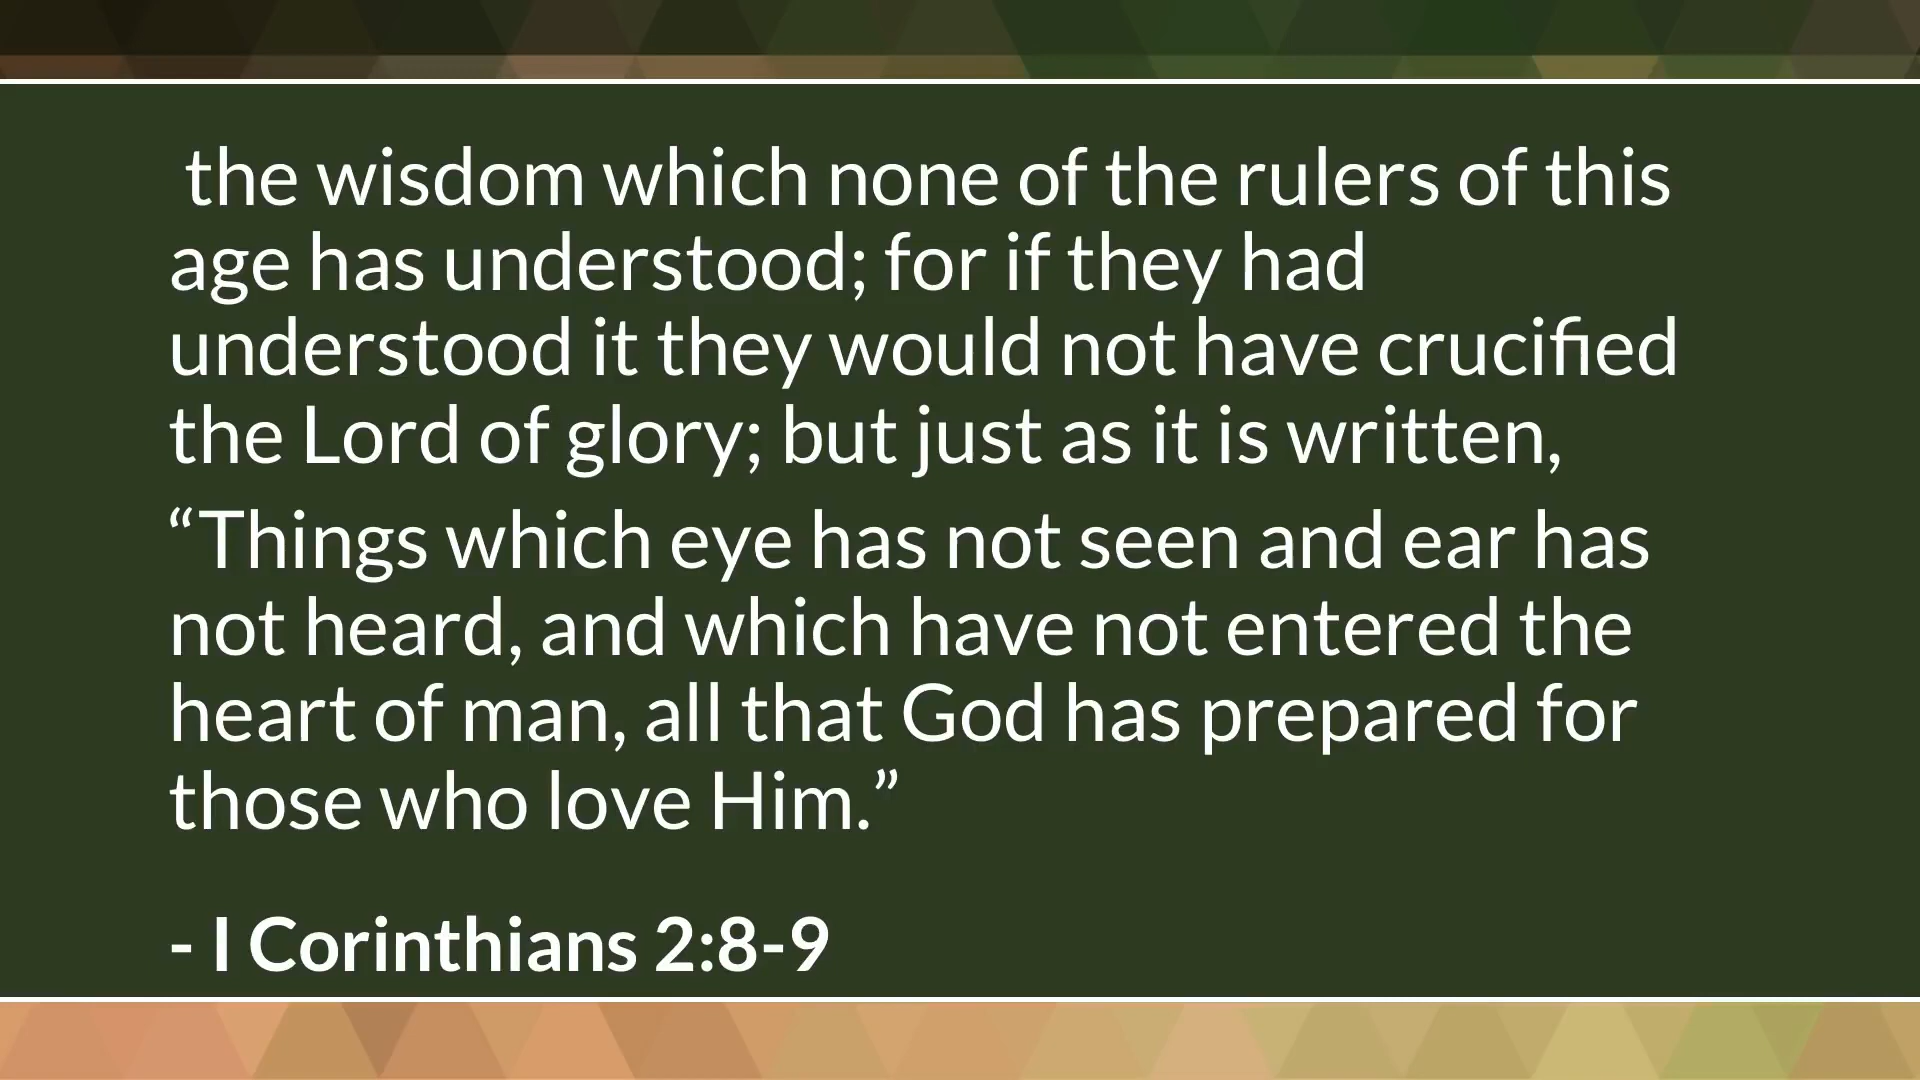 the wisdom which none of the rulers of this
age has understood; for if they had
understood it they would not have crucified
the Lord of glory; but just as it is written,
“Things which eye has not seen and ear has
not heard, and which have not entered the
heart of man, all that God has prepared for
those who love Him.”
- I Corinthians 2:8-9